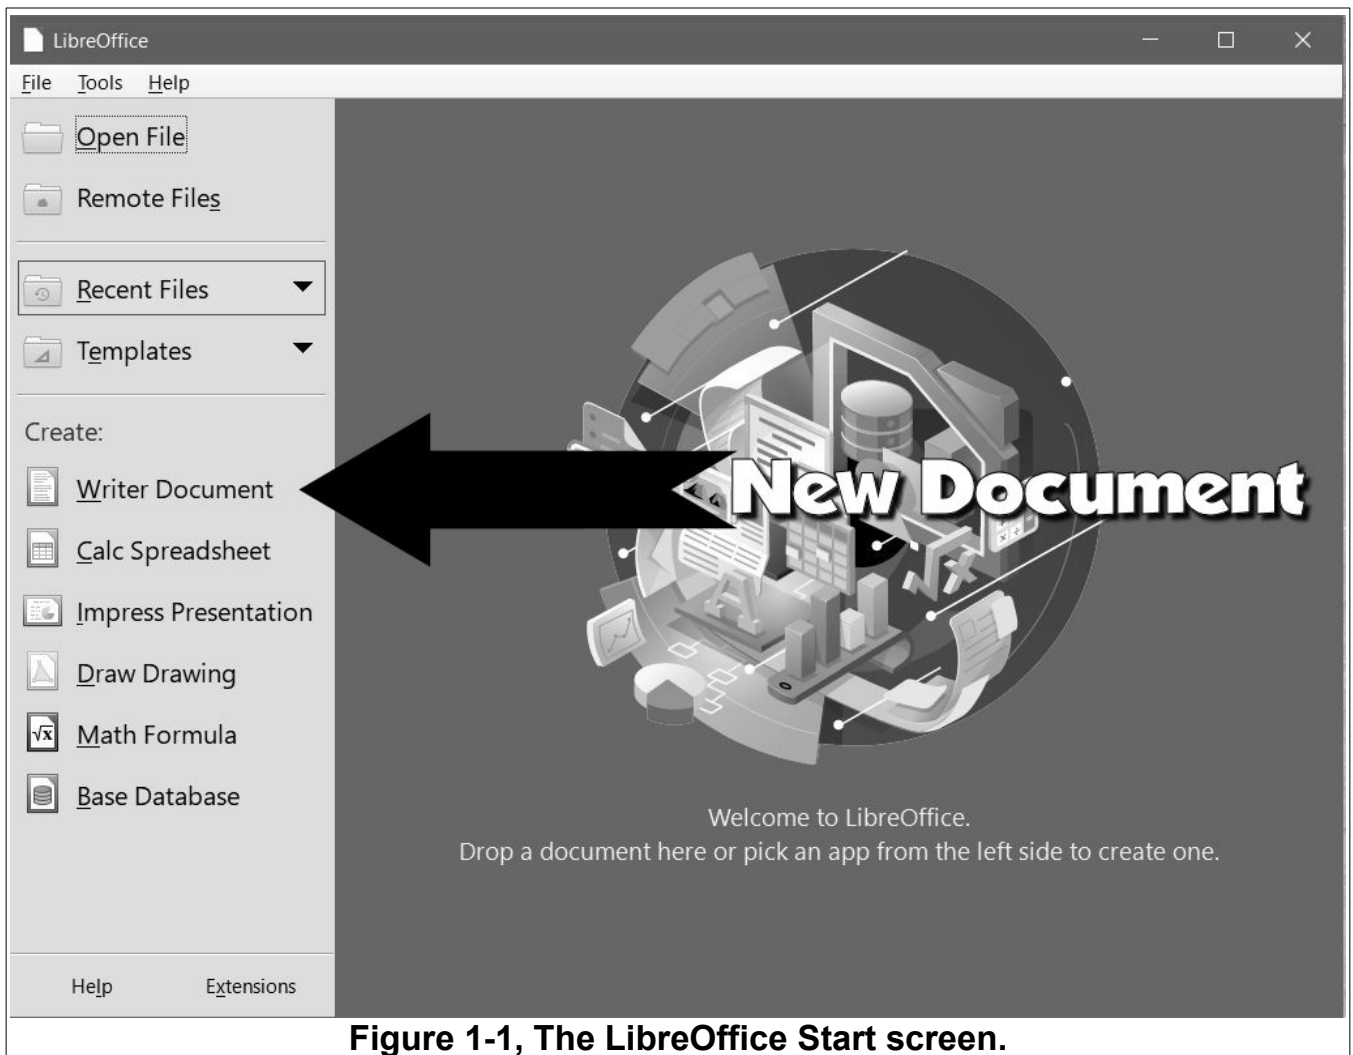 LibreOffice
File Tools Help
Open File
Remote Files
Recent Files
Templates
Create:
Writer Document
Calc Spreadsheet
Impress Presentation
Draw Drawing
Math Formula
Base Database
Help Extensions
New Document
Welcome to LibreOffice.
Drop a document here or pick an app from the left side to create one.
Figure 1-1, The LibreOffice Start screen.